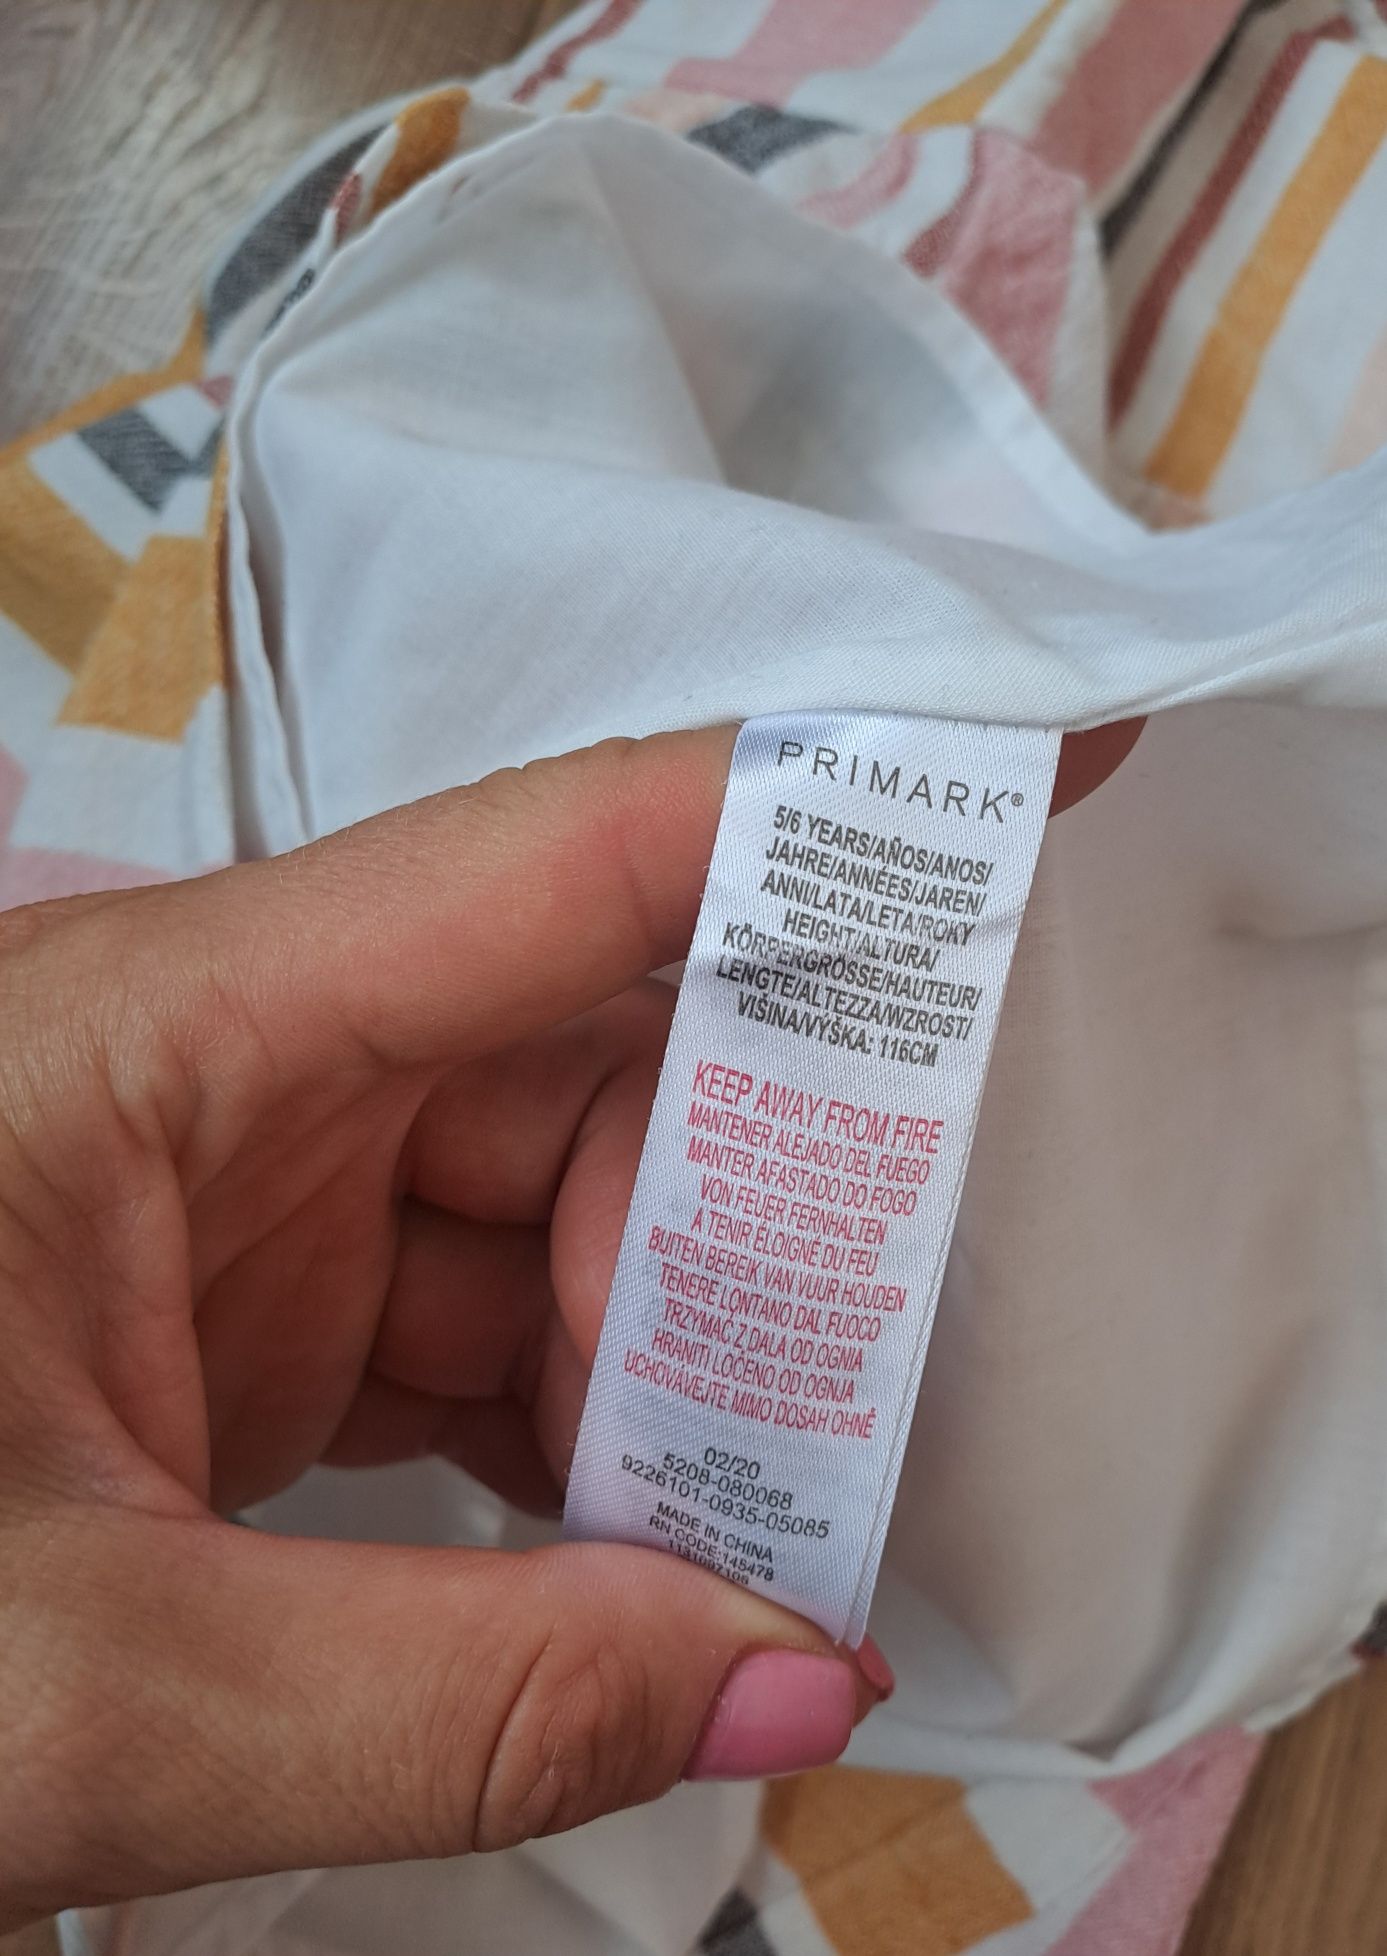 PRIMARK®
5/6 YEARS/AÑOS/ANOS/
JAHRE/ANNÉES/JAREN/
ANNI/LATA/LETA/ROKY
HEIGHT/ALTURA/
KÖRPERGRÖSSE/HAUTEUR/
LENGTE/ALTEZZA/WZROST/
VIŠINA/VÝŠKA: 116CM
KEEP AWAY FROM FIRE
MANTENER ALEJADO DEL FUEGO
MANTER AFASTADO DO FOGO
VON FEUER FERNHALTEN
À TENIR ÉLOIGNÉ DU FEU
BUITEN BEREIK VAN VUUR HOUDEN
TENERE LONTANO DAL FUOCO
TRZYMAĆ Z DALA OD OGNIA
HRANITI LOČENO OD OGNJA
UCHOVÁVEJTE MIMO DOSAH OHNĚ
02/20
5208-080068
9226101-0935-05085
MADE IN CHINA
RN CODE:145478